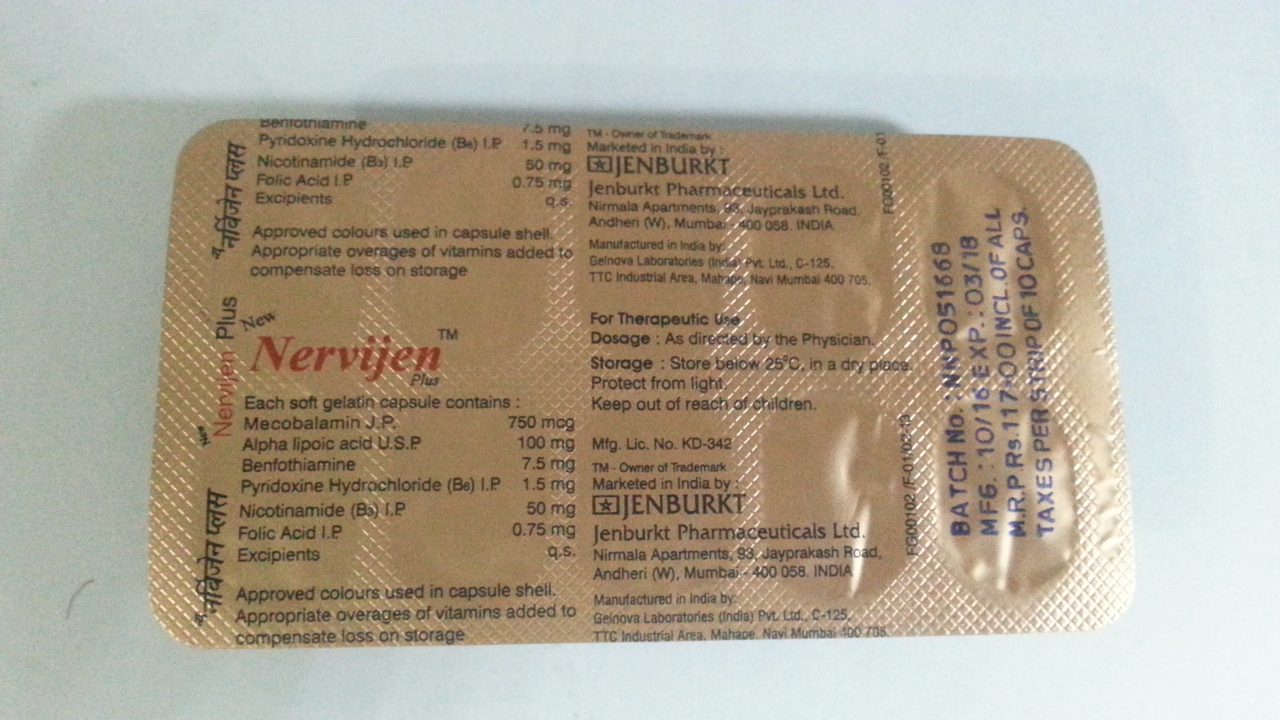 Benfothiamine 7.5 mg
Pyridoxine Hydrochloride (B₆) I.P. 1.5 mg
Nicotinamide (B₃) I.P 50 mg
Folic Acid I.P 0.75 mg
Excipients q.s.
Approved colours used in capsule shell.
Appropriate overages of vitamins added to
compensate loss on storage
New
Nervijen™
Plus
Each soft gelatin capsule contains :
Mecobalamin J.P. 750 mcg
Alpha lipoic acid U.S.P 100 mg
Benfothiamine 7.5 mg
Pyridoxine Hydrochloride (B₆) I.P 1.5 mg
Nicotinamide (B₃) I.P 50 mg
Folic Acid I.P 0.75 mg
Excipients q.s.
Approved colours used in capsule shell.
Appropriate overages of vitamins added to
compensate loss on storage
TM - Owner of Trademark
Marketed in India by :
JENBURKT
Jenburkt Pharmaceuticals Ltd.
Nirmala Apartments, 93, Jayprakash Road,
Andheri (W), Mumbai - 400 058. INDIA
Manufactured in India by:
Gelnova Laboratories (India) Pvt. Ltd., C-125,
TTC Industrial Area, Mahape, Navi Mumbai 400 705.
For Therapeutic Use
Dosage : As directed by the Physician.
Storage : Store below 25⁰C, in a dry place.
Protect from light.
Keep out of reach of children.
Mfg. Lic. No. KD-342
TM - Owner of Trademark
Marketed in India by :
JENBURKT
Jenburkt Pharmaceuticals Ltd.
Nirmala Apartments, 93, Jayprakash Road,
Andheri (W), Mumbai - 400 058. INDIA
Manufactured in India by:
Gelnova Laboratories (India) Pvt. Ltd., C-125,
TTC Industrial Area, Mahape, Navi Mumbai 400 705.
नर्विजेन प्लस
New Nervijen Plus
नर्विजेन प्लस
FG00102 /F-01
FG00102 /F-01/02/13
BATCH No. : NNP051668
MFG. : 10/16 EXP. : 03/18
M.R.P. Rs. 117-00 INCL. OF ALL
TAXES PER STRIP OF 10 CAPS.